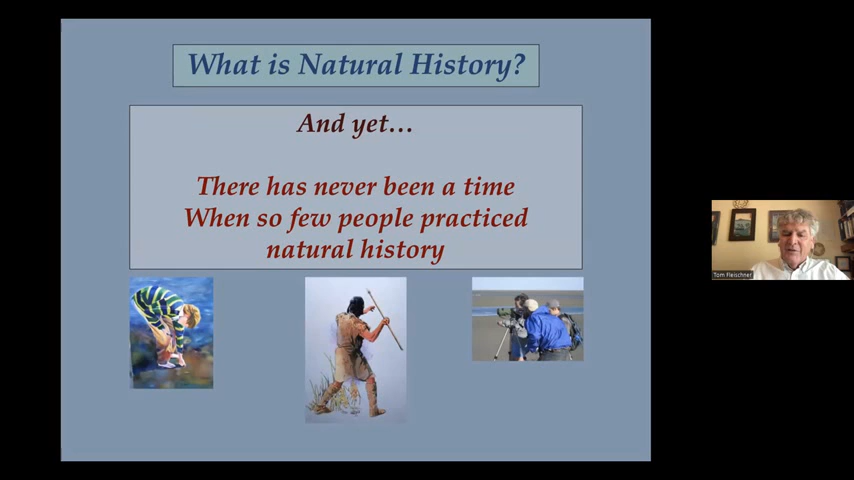 What is Natural History?
And yet…
There has never been a time
When so few people practiced
natural history
Tom Fleischner